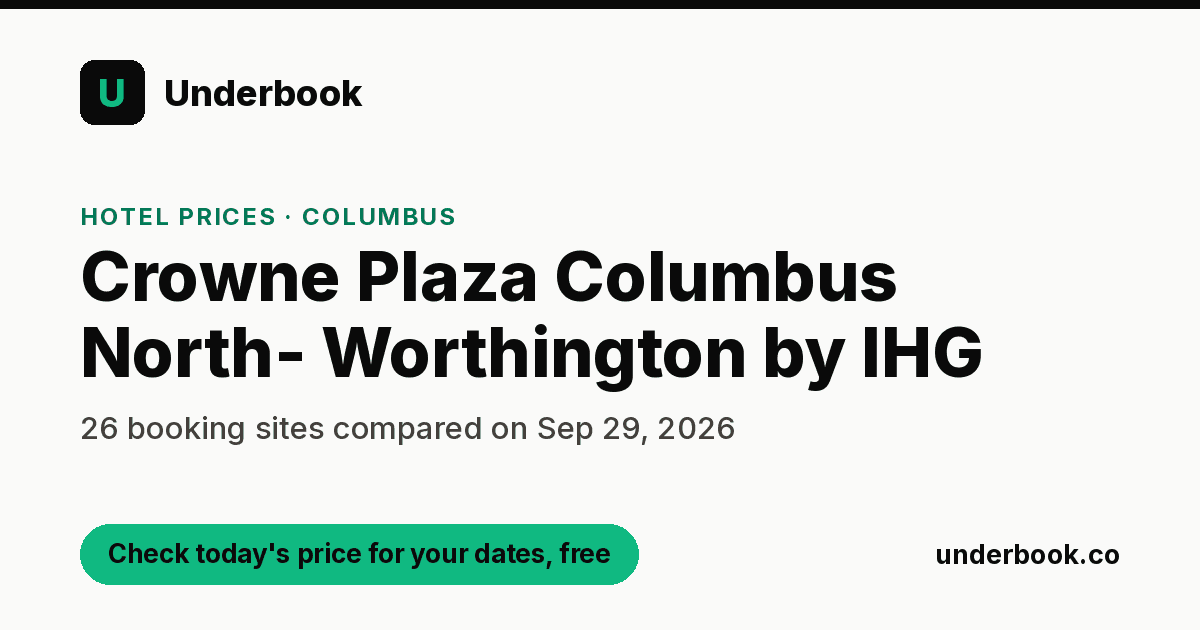 U Underbook
HOTEL PRICES · COLUMBUS
Crowne Plaza Columbus
North- Worthington by IHG
26 booking sites compared on Sep 29, 2026
Check today's price for your dates, free
underbook.co